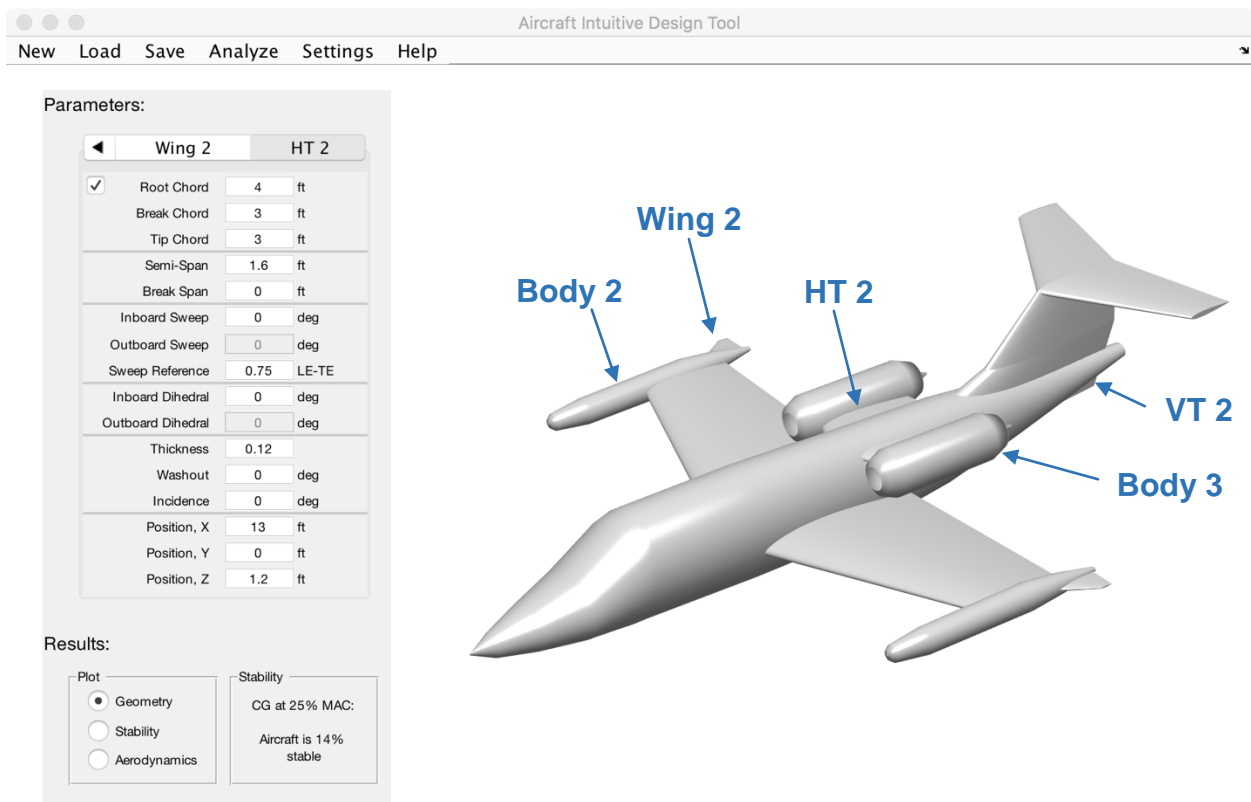 Aircraft Intuitive Design Tool
New Load Save Analyze Settings Help
Parameters:
Wing 2 HT 2
Root Chord 4 ft
Break Chord 3 ft
Tip Chord 3 ft
Semi-Span 1.6 ft
Break Span 0 ft
Inboard Sweep 0 deg
Outboard Sweep 0 deg
Sweep Reference 0.75 LE-TE
Inboard Dihedral 0 deg
Outboard Dihedral 0 deg
Thickness 0.12
Washout 0 deg
Incidence 0 deg
Position, X 13 ft
Position, Y 0 ft
Position, Z 1.2 ft
Results:
Plot
Geometry
Stability
Aerodynamics
Stability
CG at 25% MAC:
Aircraft is 14%
stable
Wing 2
Body 2
HT 2
VT 2
Body 3